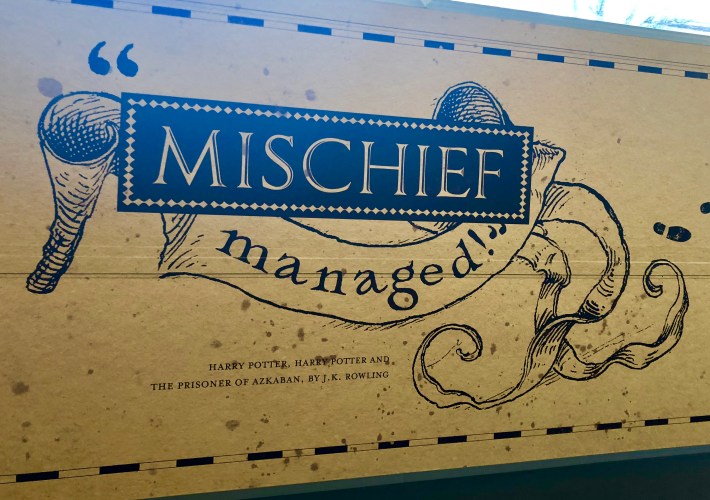 “MISCHIEF
managed!”
HARRY POTTER, HARRY POTTER AND
THE PRISONER OF AZKABAN, BY J.K. ROWLING